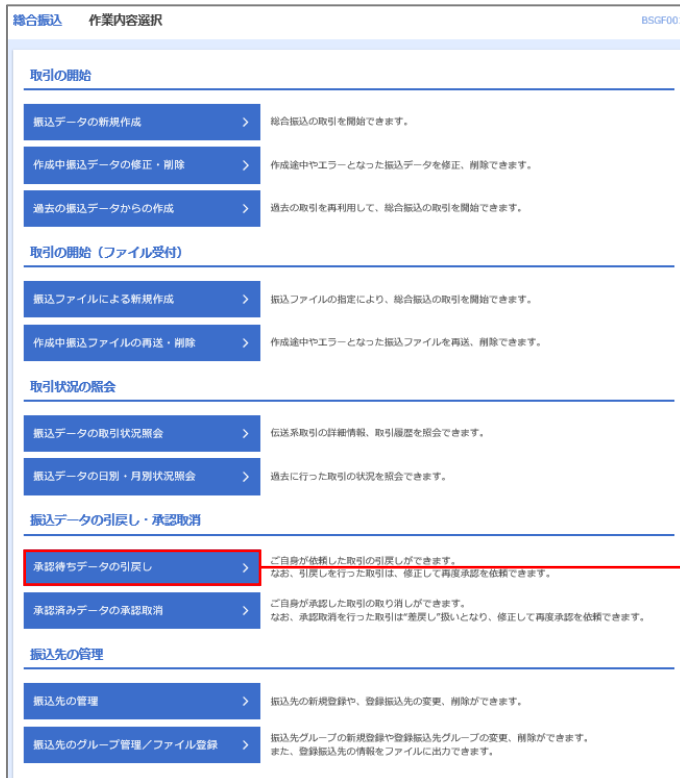 総合振込 作業内容選択 BSGF001
取引の開始
振込データの新規作成 総合振込の取引を開始できます。
作成中振込データの修正・削除 作成途中やエラーとなった振込データを修正、削除できます。
過去の振込データからの作成 過去の取引を再利用して、総合振込の取引を開始できます。
取引の開始（ファイル受付）
振込ファイルによる新規作成 振込ファイルの指定により、総合振込の取引を開始できます。
作成中振込ファイルの再送・削除 作成途中やエラーとなった振込ファイルを再送、削除できます。
取引状況の照会
振込データの取引状況照会 伝送系取引の詳細情報、取引履歴を照会できます。
振込データの日別・月別状況照会 過去に行った取引の状況を照会できます。
振込データの引戻し・承認取消
承認待ちデータの引戻し ご自身が依頼した取引の引戻しができます。
なお、引戻しを行った取引は、修正して再度承認を依頼できます。
承認済みデータの承認取消 ご自身が承認した取引の取り消しができます。
なお、承認取消を行った取引は“差戻し”扱いとなり、修正して再度承認を依頼できます。
振込先の管理
振込先の管理 振込先の新規登録や、登録振込先の変更、削除ができます。
振込先のグループ管理／ファイル登録 振込先グループの新規登録や登録振込先グループの変更、削除ができます。
また、登録振込先の情報をファイルに出力できます。